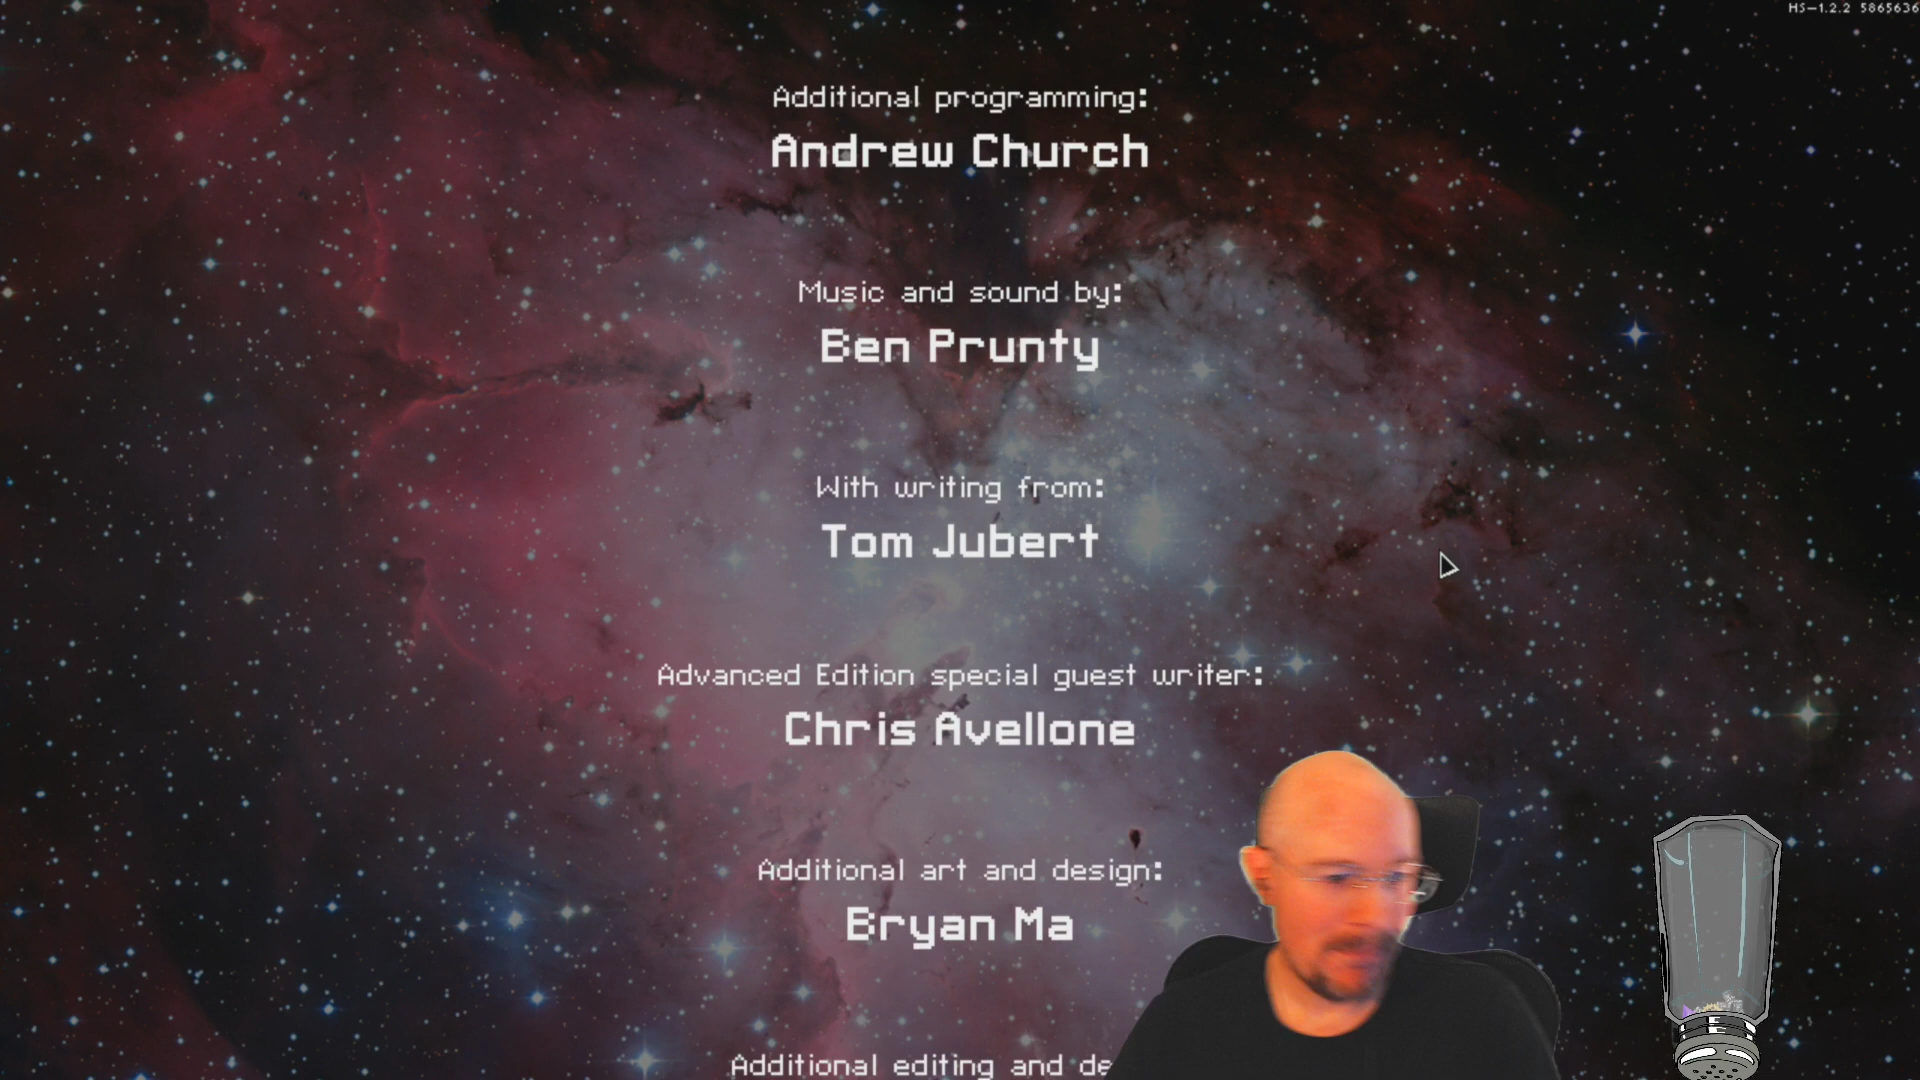 HS-1.2.2 5865636
Additional programming:
Andrew Church
Music and sound by:
Ben Prunty
With writing from:
Tom Jubert
Advanced Edition special guest writer:
Chris Avellone
Additional art and design:
Bryan Ma
Additional editing and de